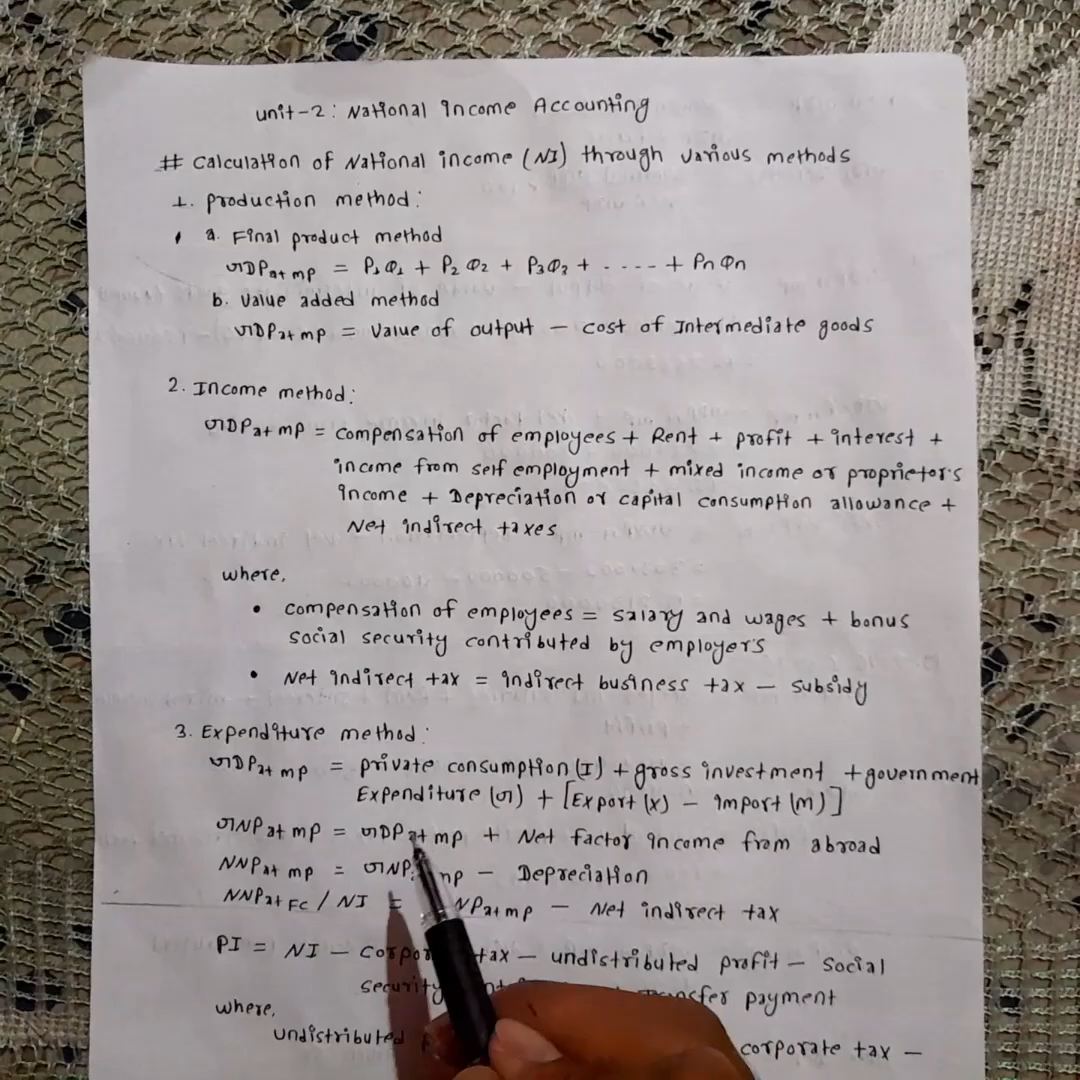 unit-2: National Income Accounting
# Calculation of National income (NI) through various methods
1. production method:
a. Final product method
GDPat mp = P1Q1 + P2Q2 + P3Q3 + ..... + PnQn
b. Value added method
GDPat mp = Value of output - cost of Intermediate goods
2. Income method:
GDPat mp = compensation of employees + Rent + profit + interest +
income from self employment + mixed income or proprietor's
income + Depreciation or capital consumption allowance +
Net indirect taxes
where,
• compensation of employees = salary and wages + bonus
social security contributed by employer's
• Net indirect tax = indirect business tax - subsidy
3. Expenditure method:
GDPat mp = private consumption (I) + gross investment + government
Expenditure (G) + [Export (x) - Import (m)]
GNPat mp = GDPat mp + Net factor income from abroad
NNPat mp = GNP mp - Depreciation
NNPat FC / NI = NPat mp - Net indirect tax
PI = NI - tax - undistributed profit - social
security payment
where,
undistributed corporate tax -